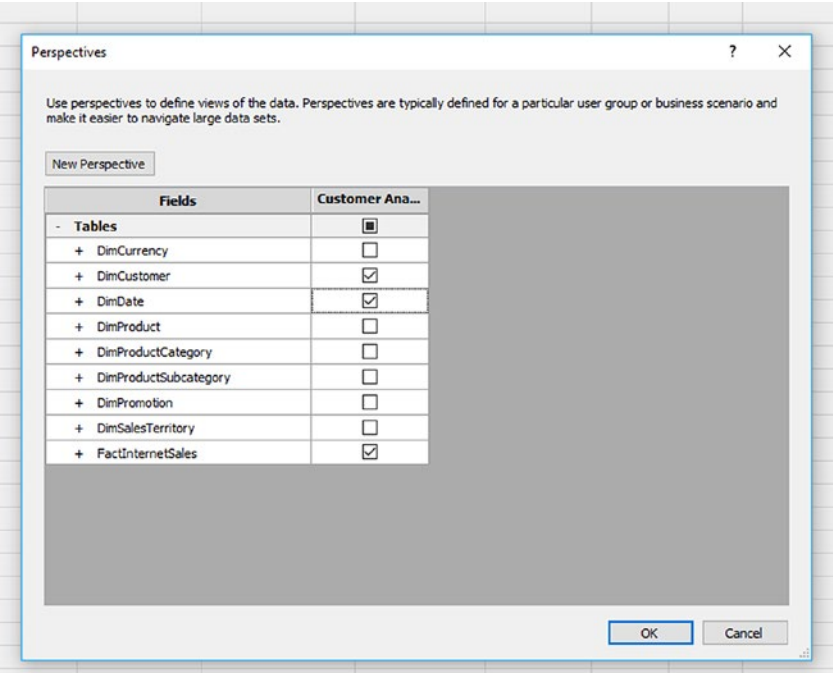 Perspectives
Use perspectives to define views of the data. Perspectives are typically defined for a particular user group or business scenario and
make it easier to navigate large data sets.
New Perspective
Fields Customer Ana...
- Tables
+ DimCurrency
+ DimCustomer
+ DimDate
+ DimProduct
+ DimProductCategory
+ DimProductSubcategory
+ DimPromotion
+ DimSalesTerritory
+ FactInternetSales
OK Cancel